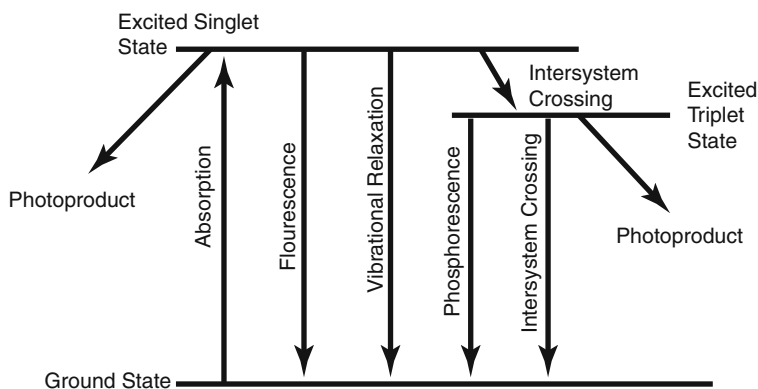 Excited Singlet
State
Intersystem
Crossing
Excited
Triplet
State
Photoproduct
Absorption
Flourescence
Vibrational Relaxation
Phosphorescence
Intersystem Crossing
Photoproduct
Ground State